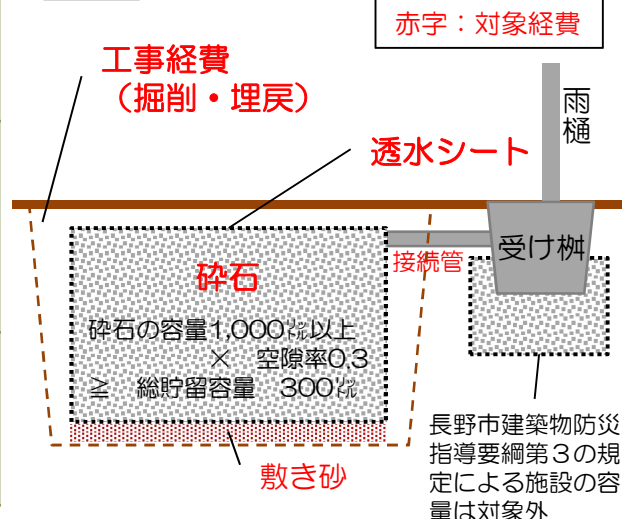 赤字：対象経費
工事経費
（掘削・埋戻）
雨樋
透水シート
接続管
受け桝
砕石
砕石の容量1,000㍑以上
× 空隙率0.3
≧ 総貯留容量 300㍑
敷き砂
長野市建築物防災
指導要綱第３の規
定による施設の容
量は対象外